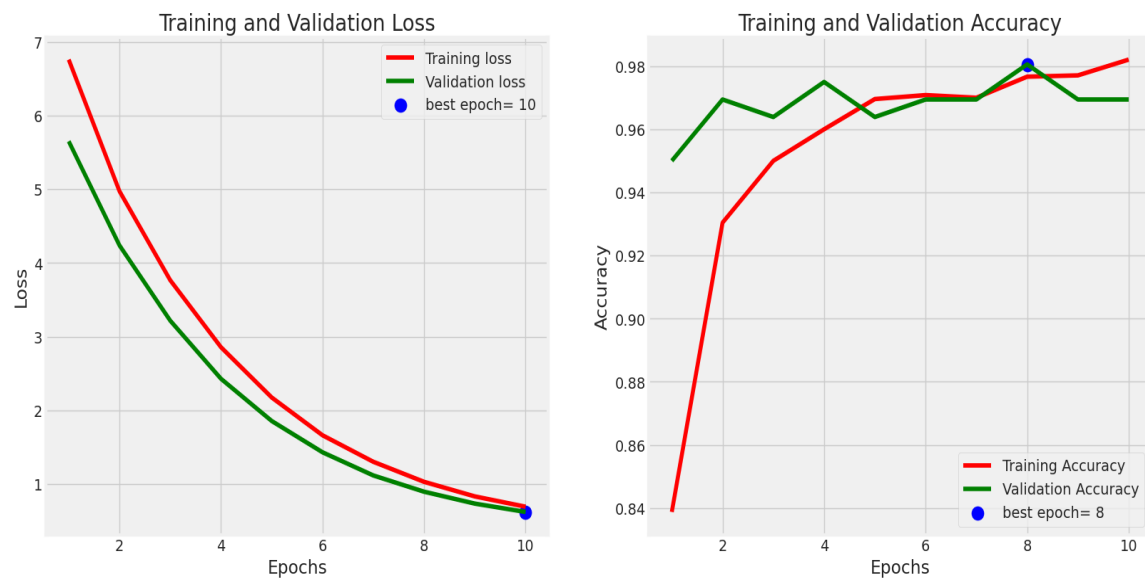 Training and Validation Loss
7
6
5
4
3
2
1
Loss
Training loss
Validation loss
best epoch= 10
2
4
6
8
10
Epochs
Training and Validation Accuracy
0.98
0.96
0.94
0.92
0.90
0.88
0.86
0.84
Accuracy
Training Accuracy
Validation Accuracy
best epoch= 8
2
4
6
8
10
Epochs